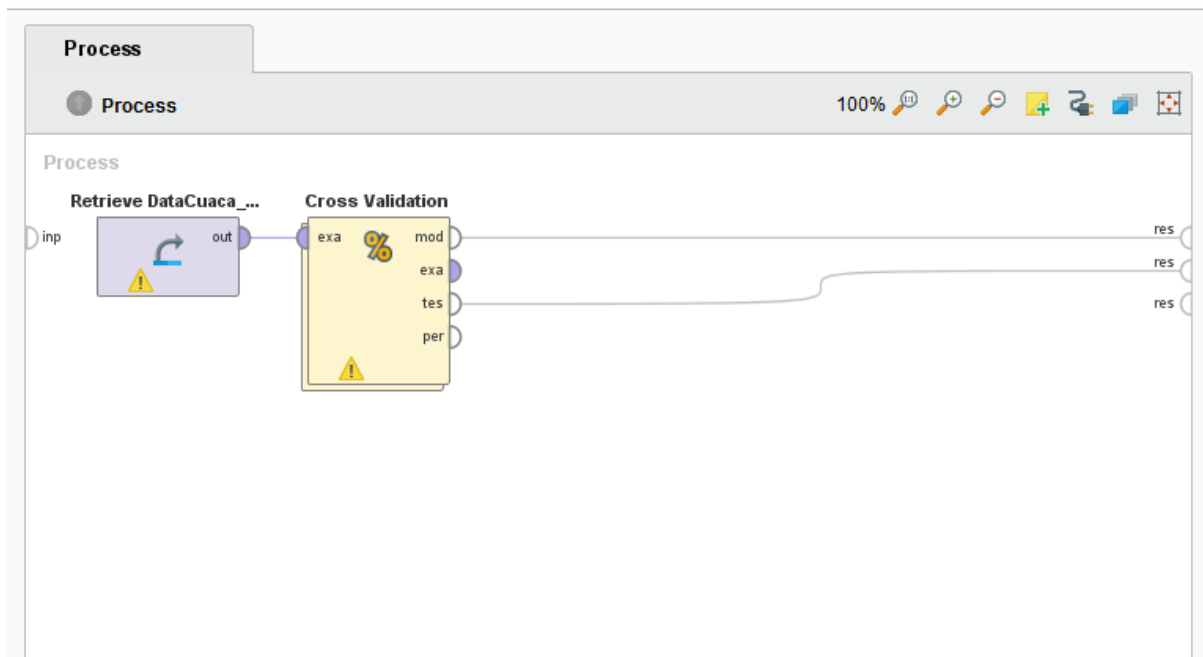 Process
Process
100%
Process
Retrieve DataCuaca_...
Cross Validation
inp
out
exa
%
mod
exa
tes
per
res
res
res